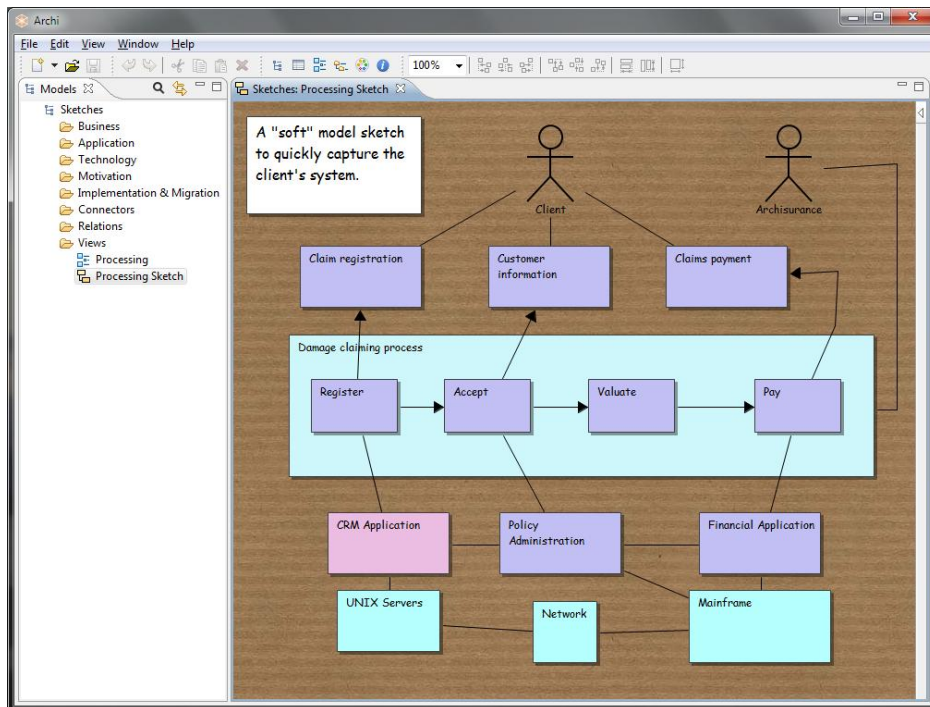 Archi
File Edit View Window Help
100%
Models
Sketches: Processing Sketch
Sketches
Business
Application
Technology
Motivation
Implementation & Migration
Connectors
Relations
Views
Processing
Processing Sketch
A "soft" model sketch
to quickly capture the
client's system.
Client
Archisurance
Claim registration
Customer
information
Claims payment
Damage claiming process
Register
Accept
Valuate
Pay
CRM Application
Policy
Administration
Financial Application
UNIX Servers
Network
Mainframe